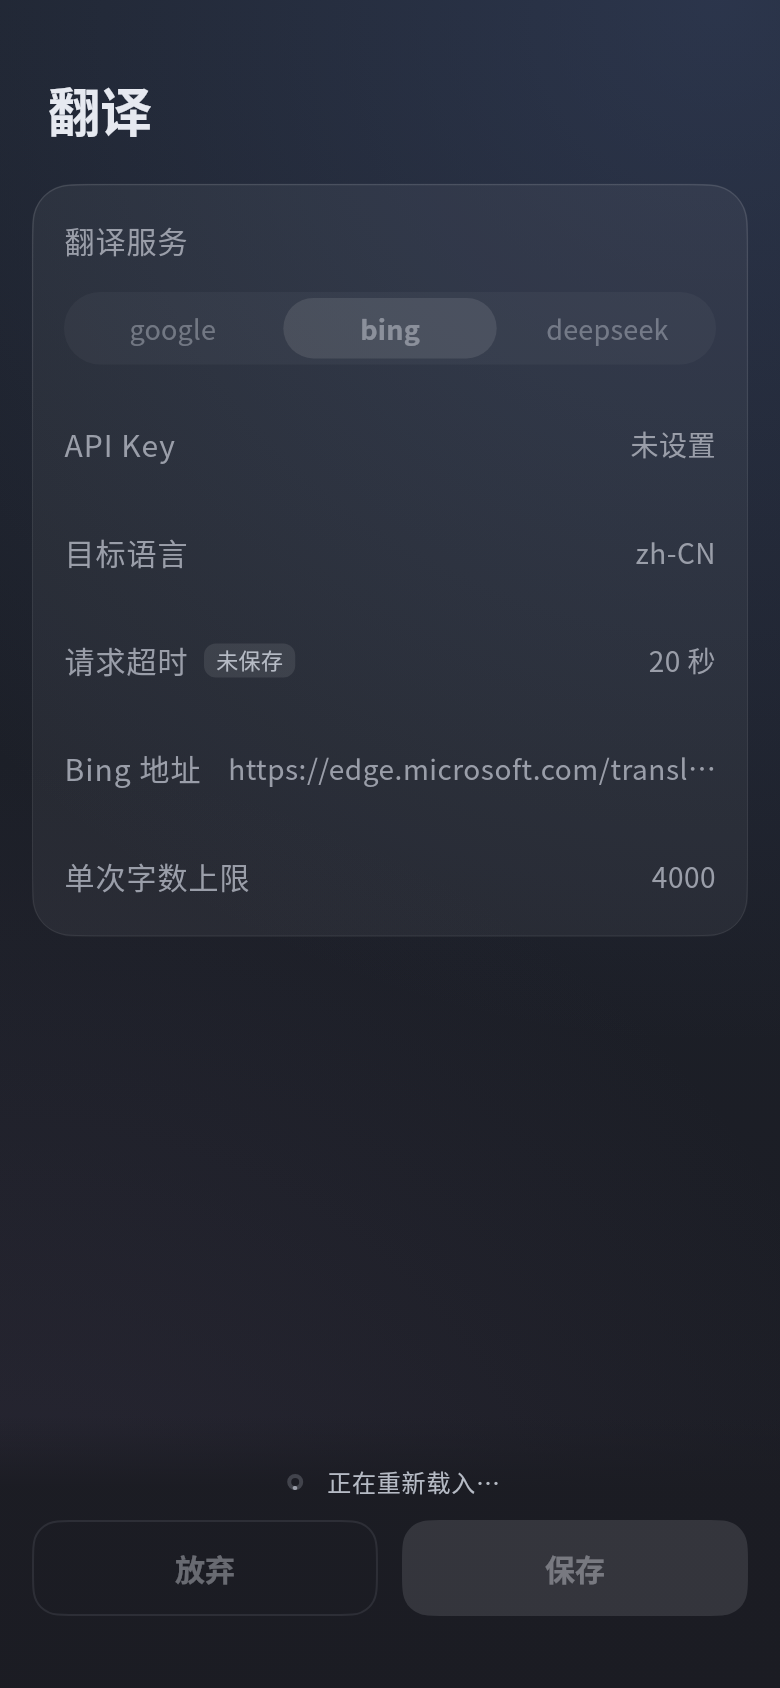 翻译
翻译服务
google bing deepseek
API Key 未设置
目标语言 zh-CN
请求超时 未保存 20 秒
Bing 地址 https://edge.microsoft.com/transl…
单次字数上限 4000
正在重新载入…
放弃 保存